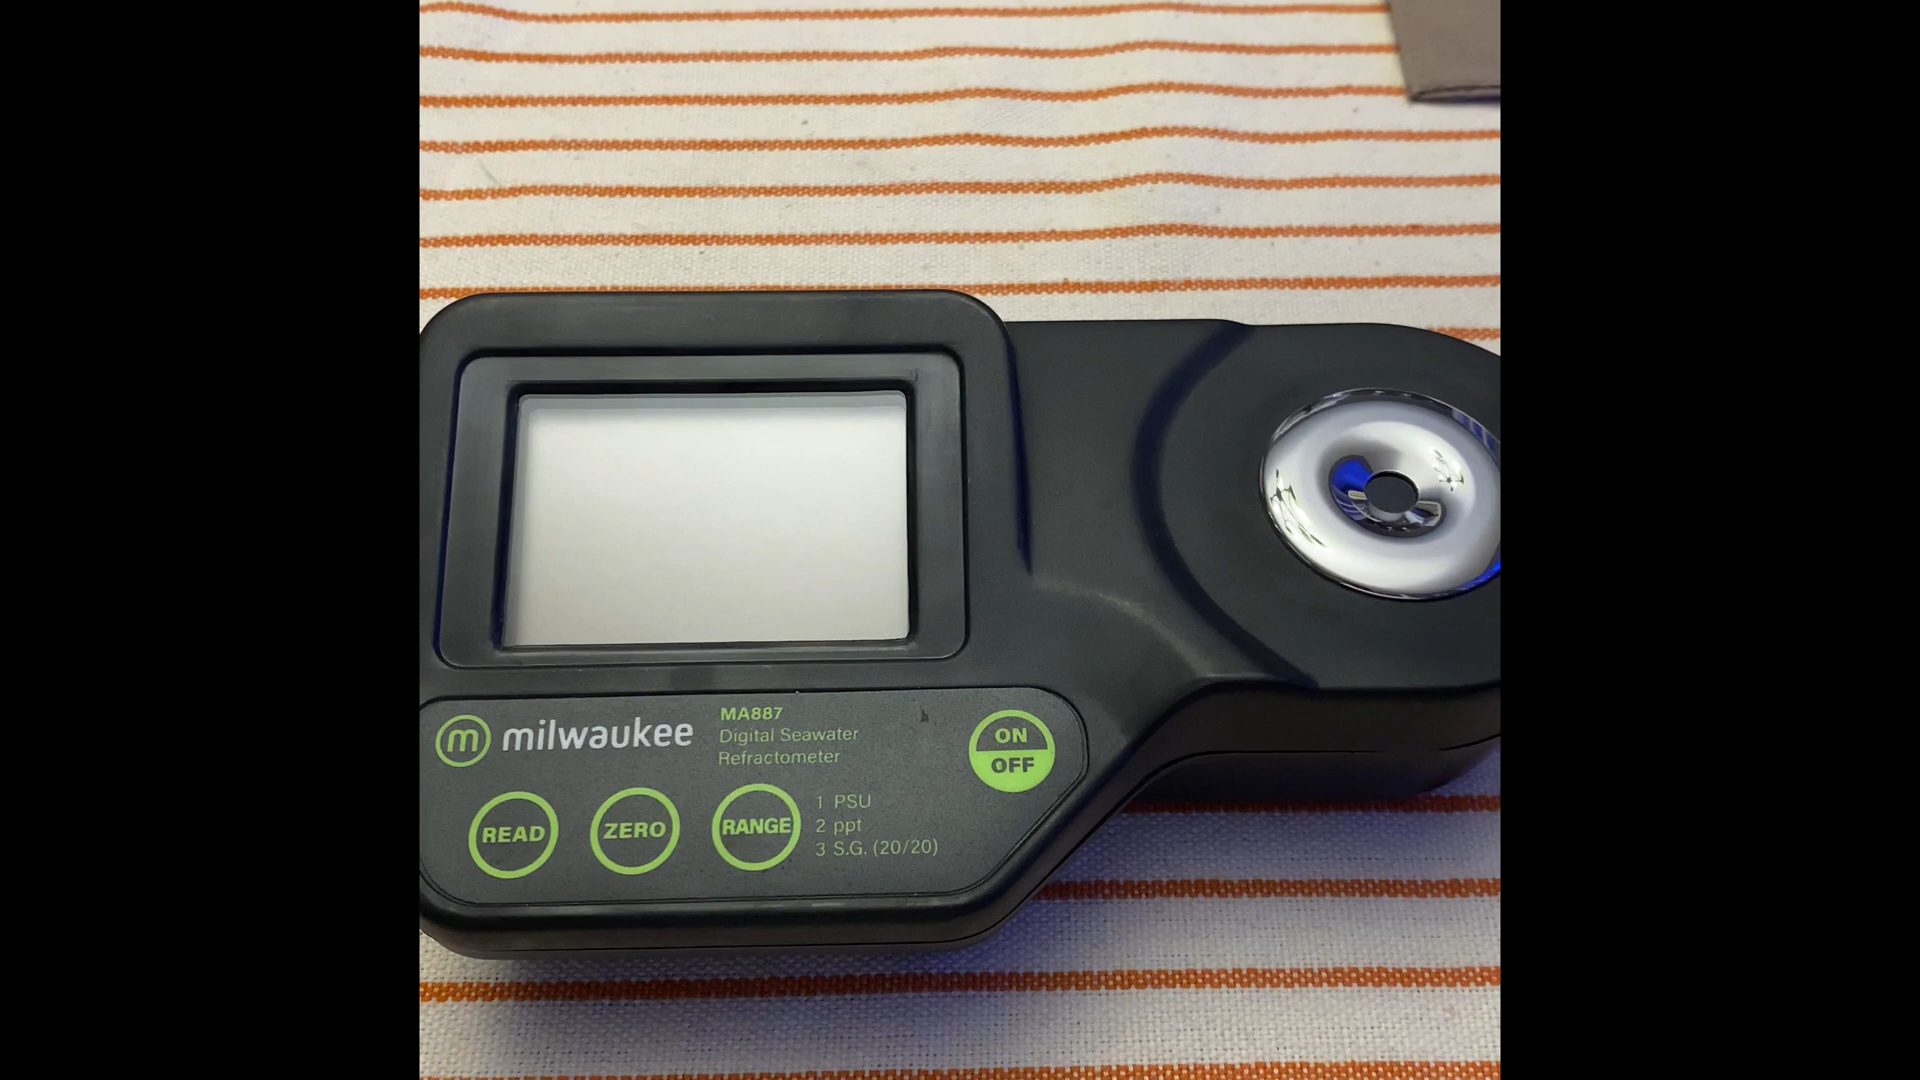 m milwaukee
MA887
Digital Seawater
Refractometer
ON
OFF
READ
ZERO
RANGE
1 PSU
2 ppt
3 S.G. (20/20)